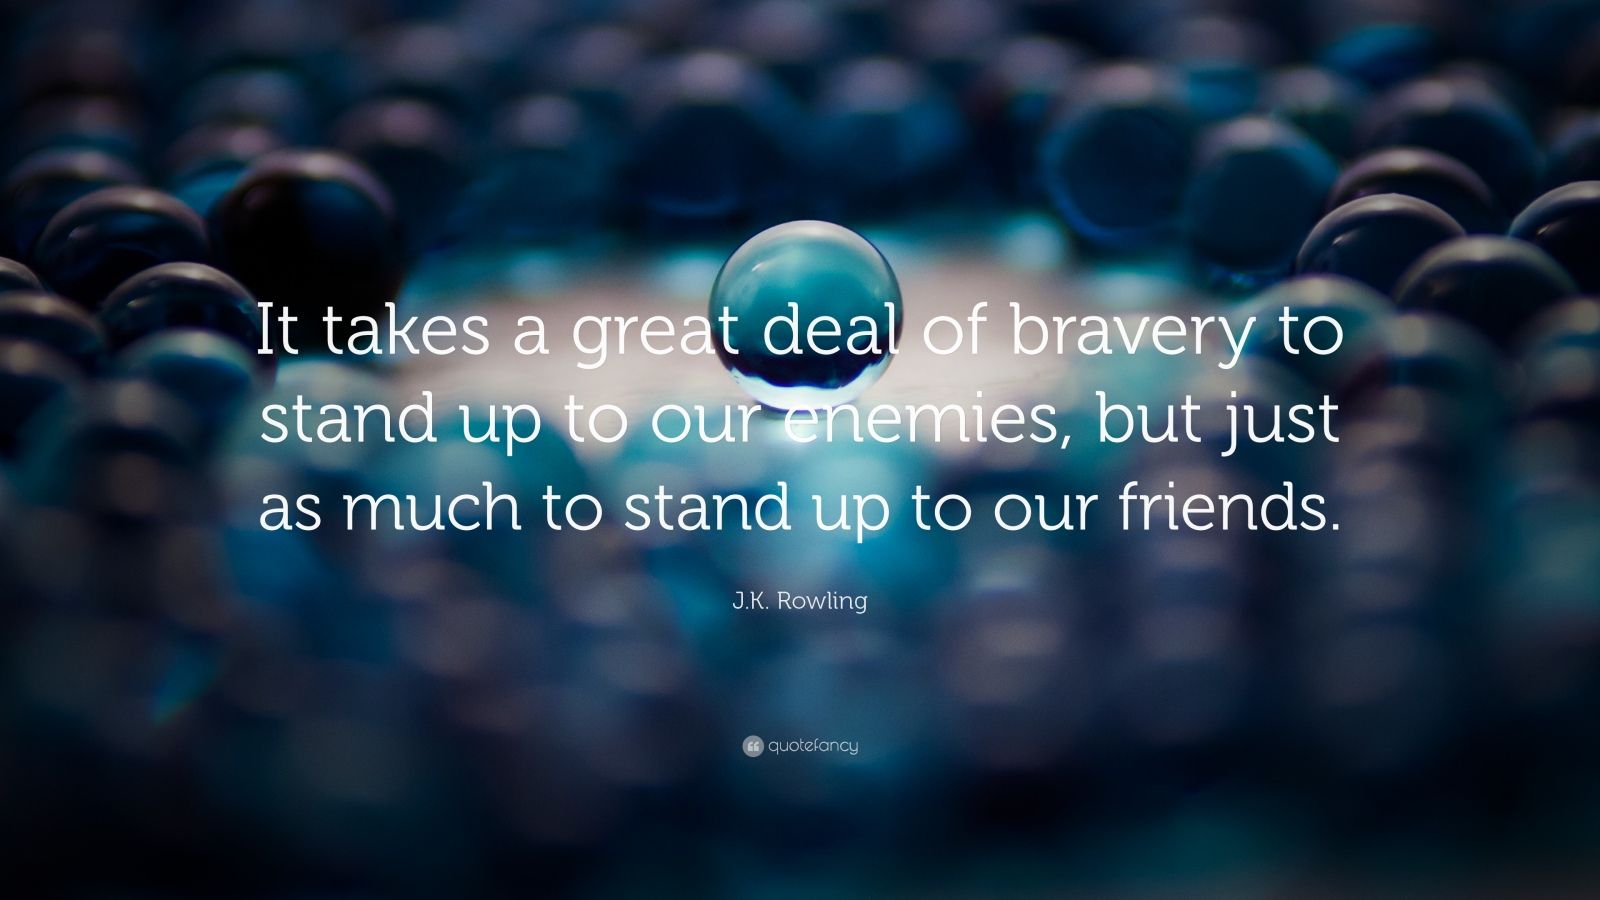 It takes a great deal of bravery to
stand up to our enemies, but just
as much to stand up to our friends.
J.K. Rowling
quotefancy